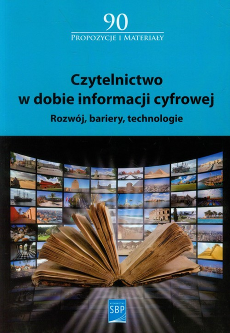 90
PROPOZYCJE I MATERIAŁY
Czytelnictwo
w dobie informacji cyfrowej
Rozwój, bariery, technologie
SBP